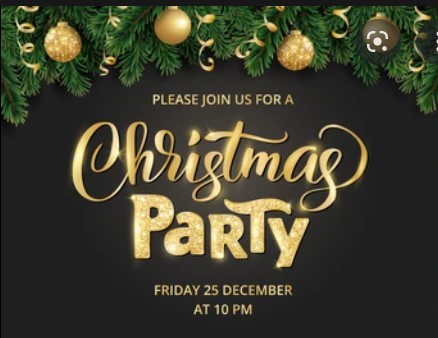 PLEASE JOIN US FOR A
Christmas
PaRTy
FRIDAY 25 DECEMBER
AT 10 PM